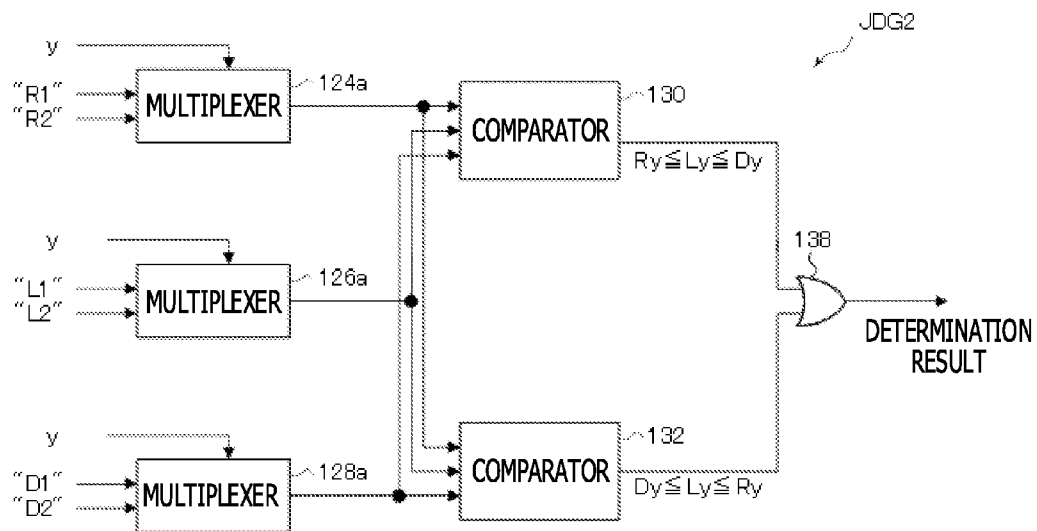 JDG2
y
124a
"R1"
"R2"
MULTIPLEXER
130
COMPARATOR
Ry≦Ly≦Dy
y
126a
"L1"
"L2"
MULTIPLEXER
138
DETERMINATION
RESULT
y
128a
"D1"
"D2"
MULTIPLEXER
132
COMPARATOR
Dy≦Ly≦Ry